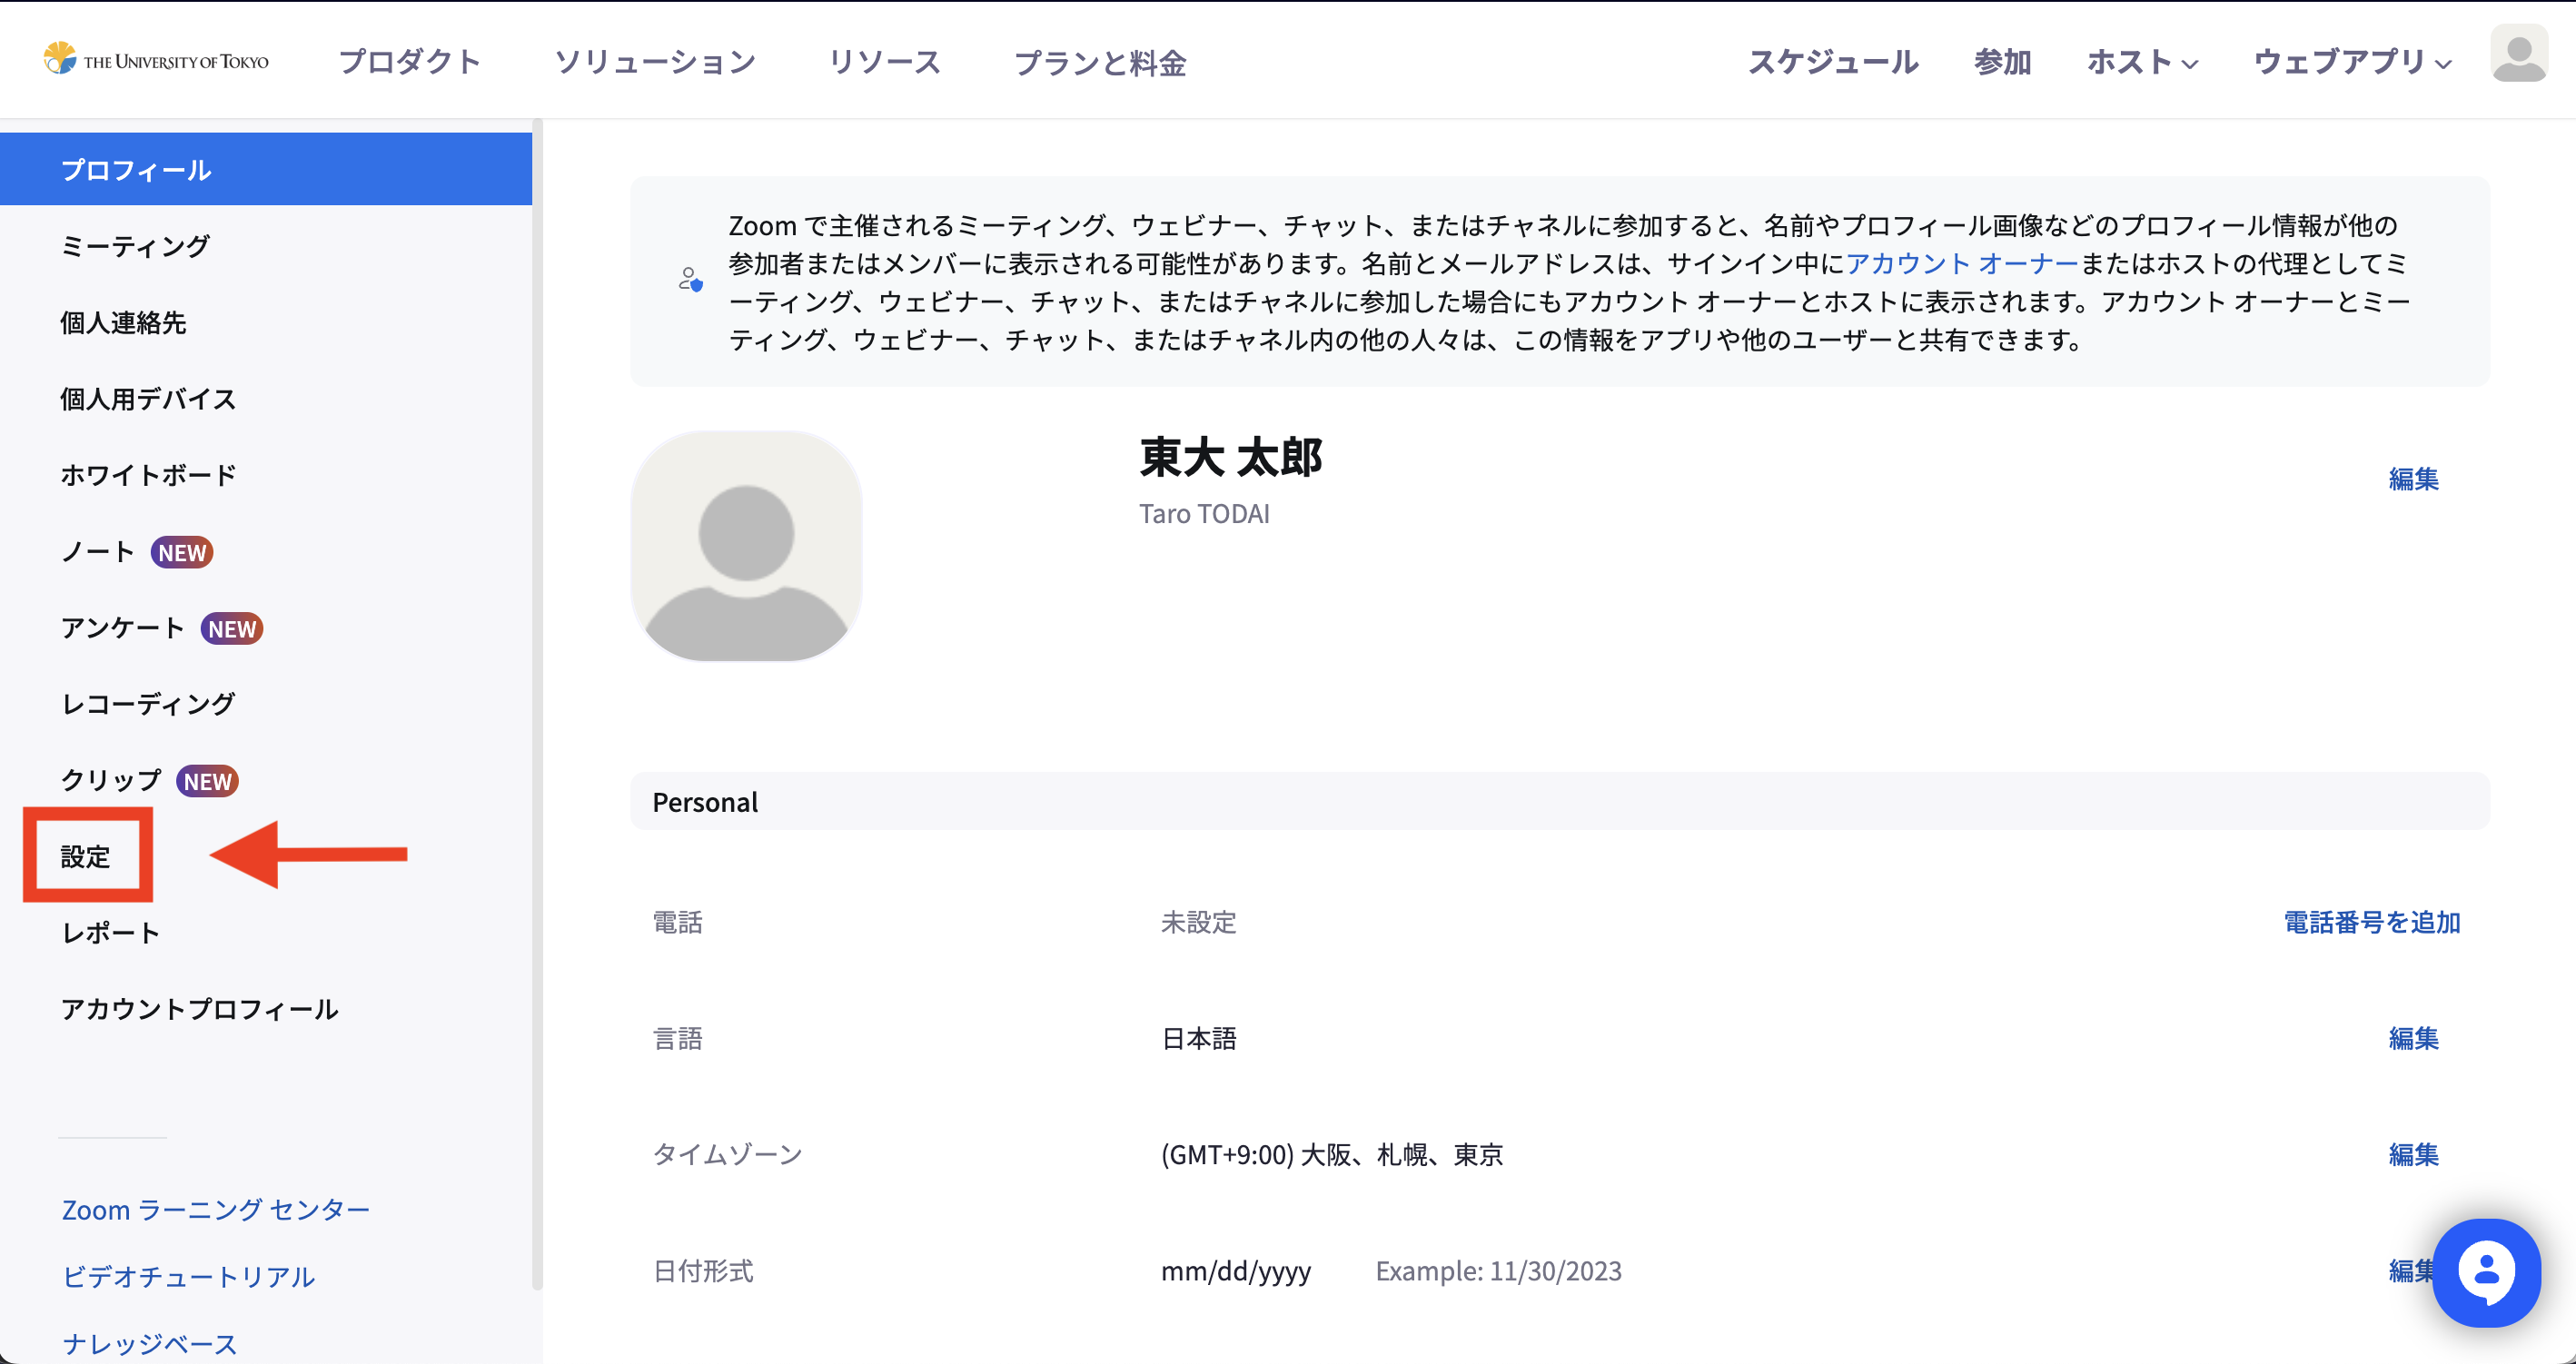 THE UNIVERSITY OF TOKYO
プロダクト
ソリューション
リソース
プランと料金
スケジュール
参加
ホスト
ウェブアプリ
プロフィール
ミーティング
個人連絡先
個人用デバイス
ホワイトボード
ノート NEW
アンケート NEW
レコーディング
クリップ NEW
設定
レポート
アカウントプロフィール
Zoom ラーニング センター
ビデオチュートリアル
ナレッジベース
Zoom で主催されるミーティング、ウェビナー、チャット、またはチャネルに参加すると、名前やプロフィール画像などのプロフィール情報が他の
参加者またはメンバーに表示される可能性があります。名前とメールアドレスは、サインイン中にアカウント オーナーまたはホストの代理としてミ
ーティング、ウェビナー、チャット、またはチャネルに参加した場合にもアカウント オーナーとホストに表示されます。アカウント オーナーとミー
ティング、ウェビナー、チャット、またはチャネル内の他の人々は、この情報をアプリや他のユーザーと共有できます。
東大 太郎
編集
Taro TODAI
Personal
電話 未設定 電話番号を追加
言語 日本語 編集
タイムゾーン (GMT+9:00) 大阪、札幌、東京 編集
日付形式 mm/dd/yyyy Example: 11/30/2023 編集